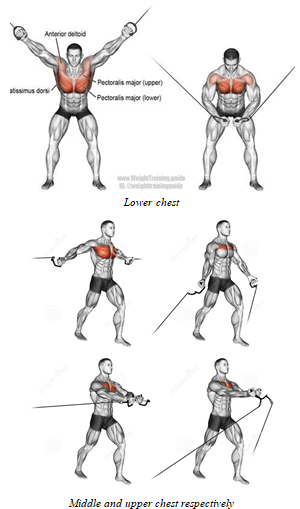 Anterior deltoid
Pectoralis major (upper)
atissimus dorsi
Pectoralis major (lower)
www.WeightTraining.guide
IG: @weighttrainingguide
Lower chest
Middle and upper chest respectively